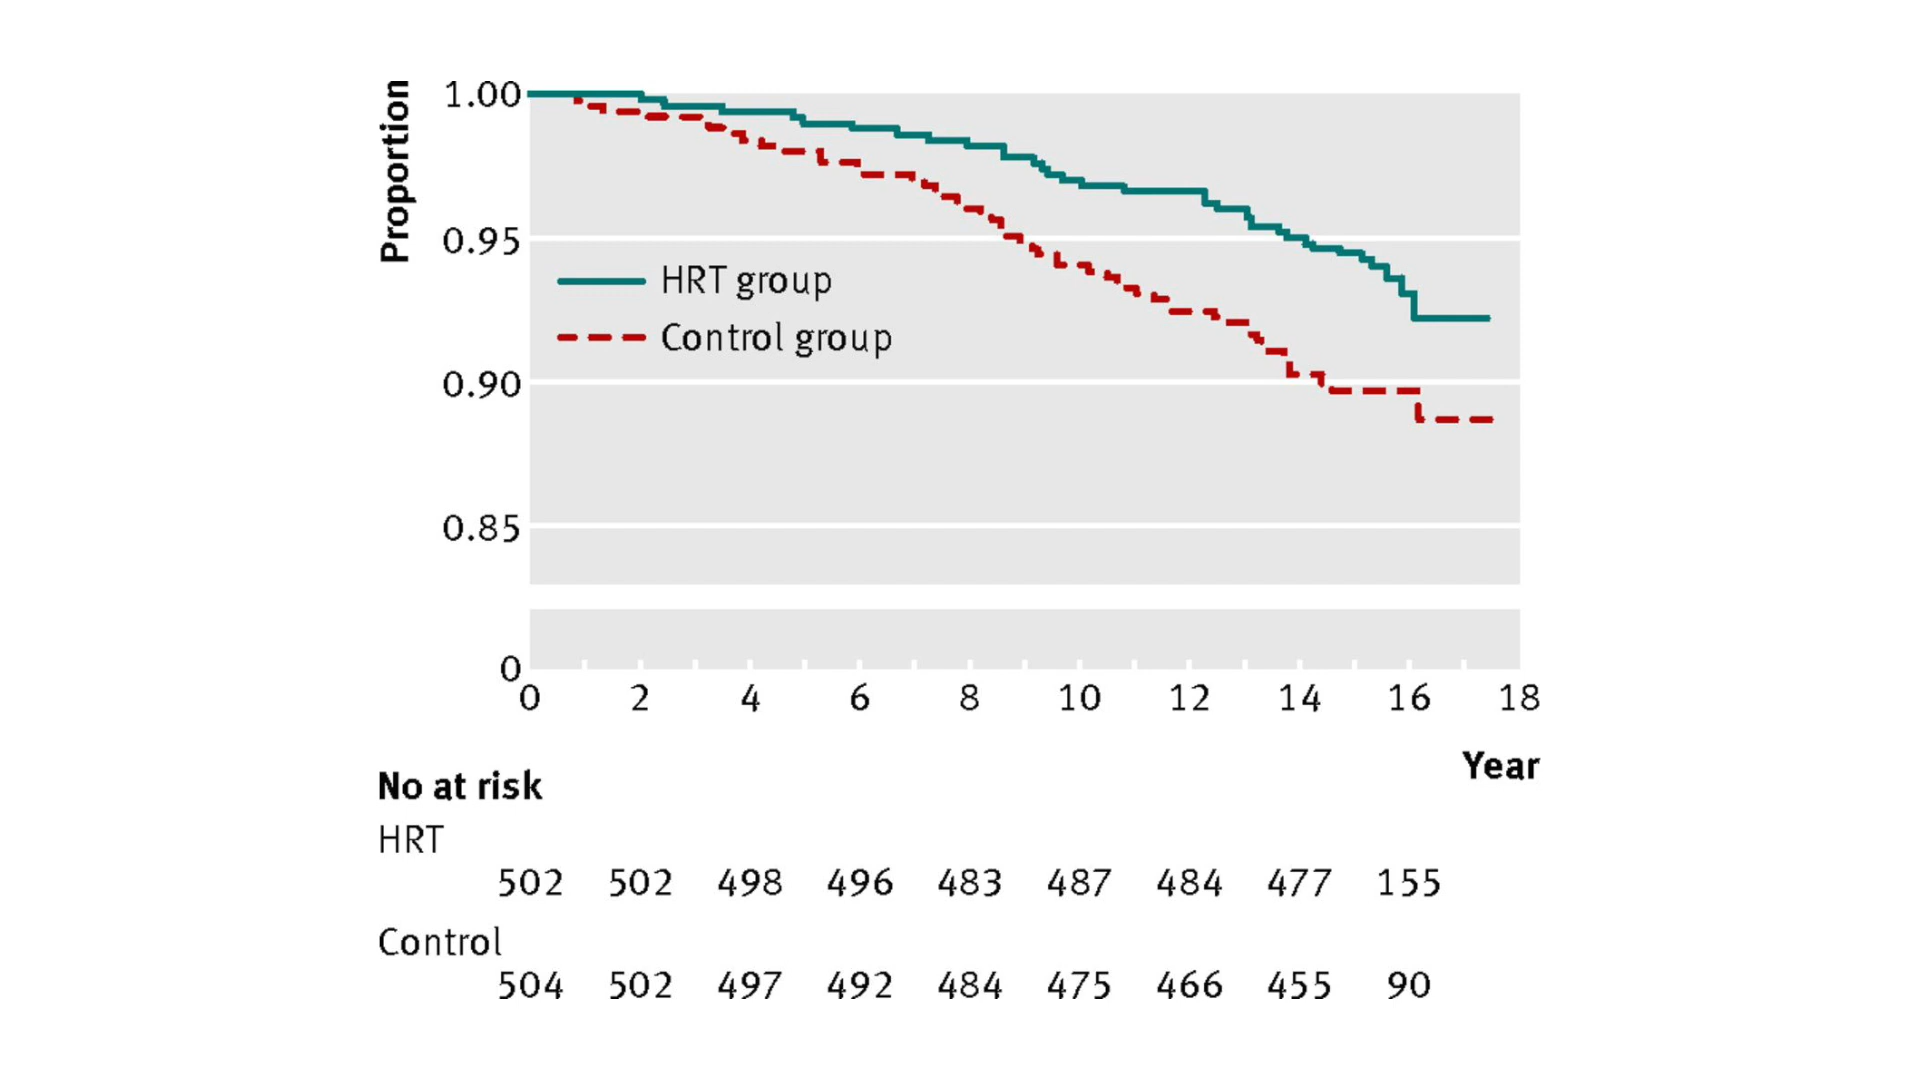 Proportion
1.00
0.95
0.90
0.85
0
HRT group
Control group
0 2 4 6 8 10 12 14 16 18
Year
No at risk
HRT
502 502 498 496 483 487 484 477 155
Control
504 502 497 492 484 475 466 455 90